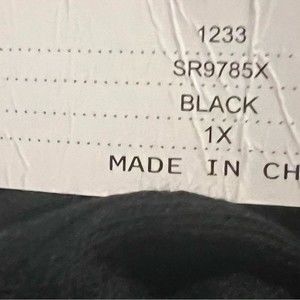 1233
SR9785X
BLACK
1X
MADE IN CH